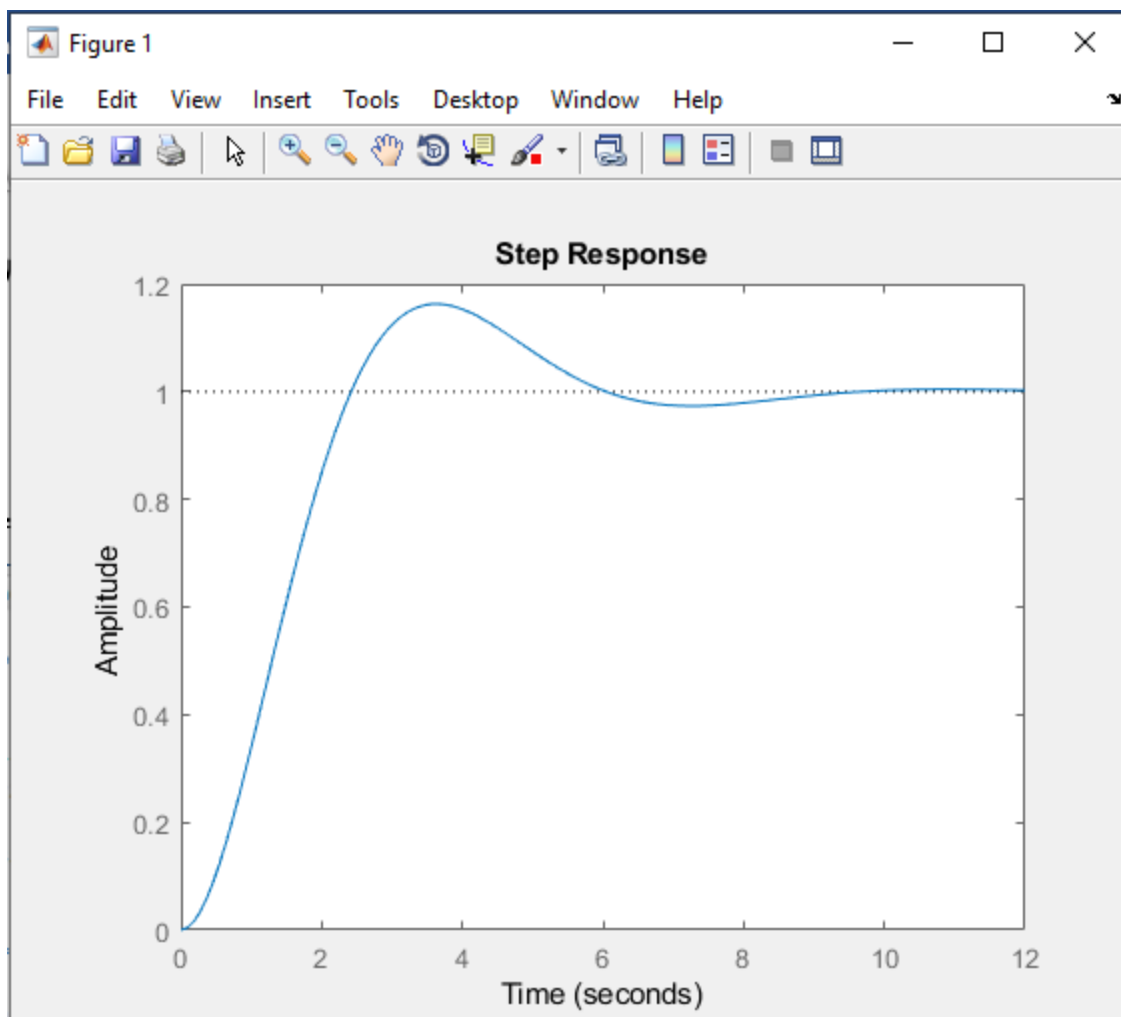 Figure 1
File Edit View Insert Tools Desktop Window Help
Step Response
1.2
1
0.8
0.6
0.4
0.2
0
Amplitude
0 2 4 6 8 10 12
Time (seconds)